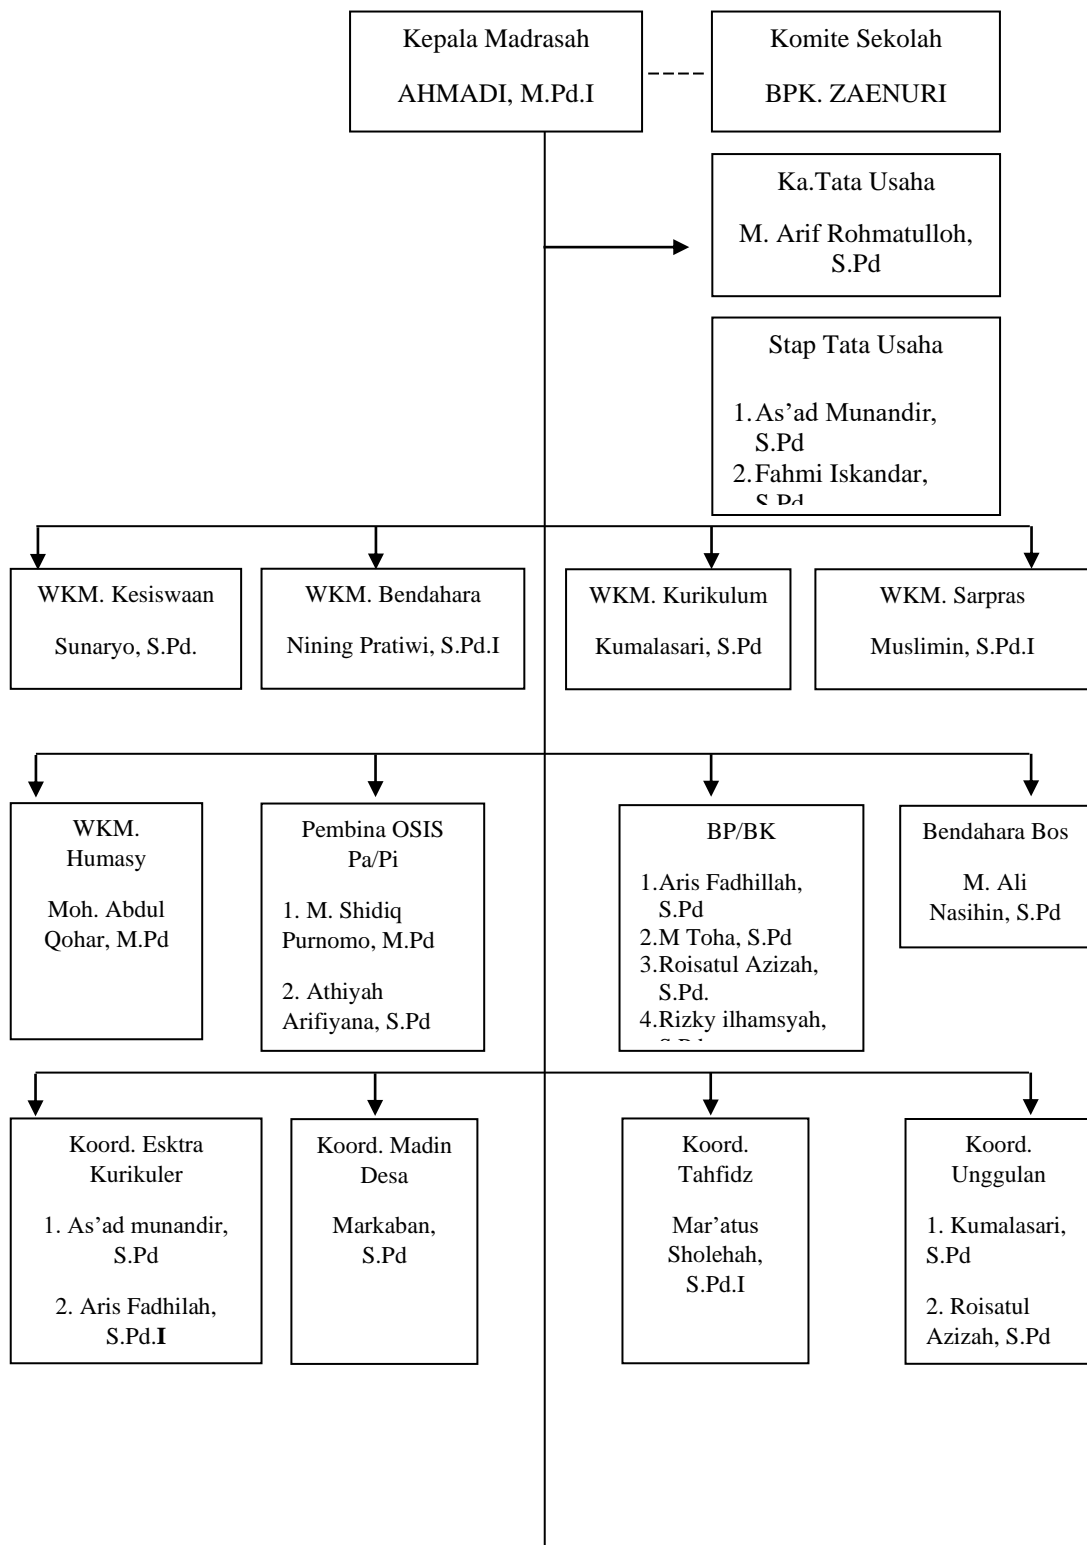 Kepala Madrasah
AHMADI, M.Pd.I
Komite Sekolah
BPK. ZAENURI
Ka.Tata Usaha
M. Arif Rohmatulloh,
S.Pd
Stap Tata Usaha
1. As’ad Munandir,
S.Pd
2. Fahmi Iskandar,
S.Pd
WKM. Kesiswaan
Sunaryo, S.Pd.
WKM. Bendahara
Nining Pratiwi, S.Pd.I
WKM. Kurikulum
Kumalasari, S.Pd
WKM. Sarpras
Muslimin, S.Pd.I
WKM.
Humasy
Moh. Abdul
Qohar, M.Pd
Pembina OSIS
Pa/Pi
1. M. Shidiq
Purnomo, M.Pd
2. Athiyah
Arifiyana, S.Pd
BP/BK
1. Aris Fadhillah,
S.Pd
2. M Toha, S.Pd
3. Roisatul Azizah,
S.Pd.
4. Rizky ilhamsyah,
Bendahara Bos
M. Ali
Nasihin, S.Pd
Koord. Esktra
Kurikuler
1. As’ad munandir,
S.Pd
2. Aris Fadhilah,
S.Pd.I
Koord. Madin
Desa
Markaban,
S.Pd
Koord.
Tahfidz
Mar’atus
Sholehah,
S.Pd.I
Koord.
Unggulan
1. Kumalasari,
S.Pd
2. Roisatul
Azizah, S.Pd